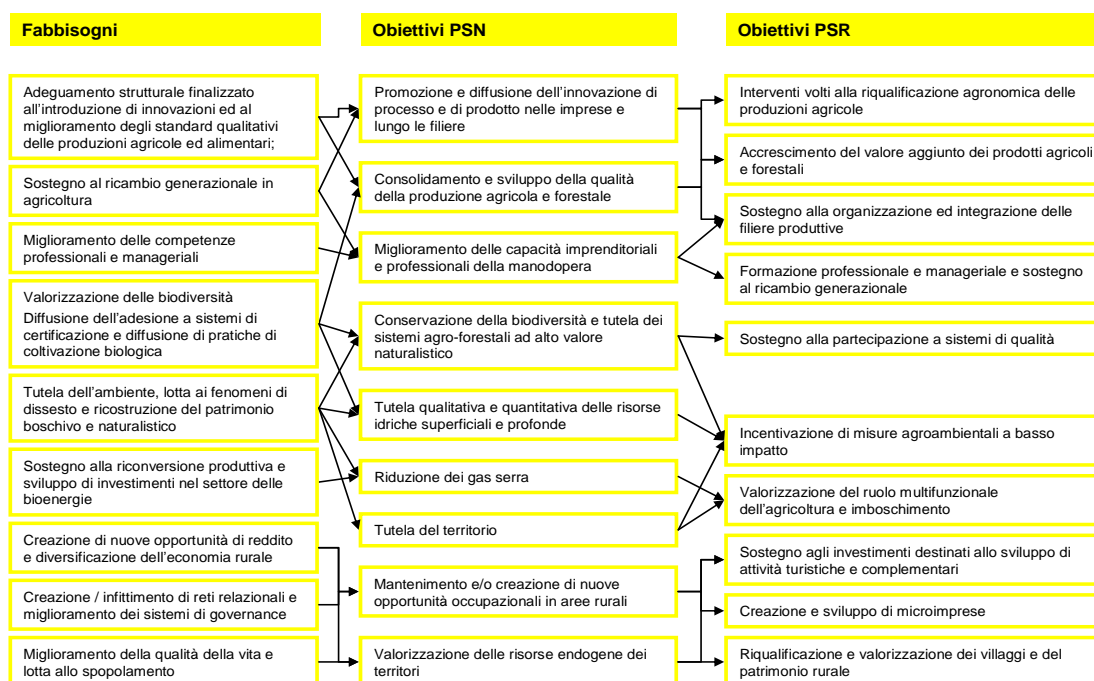 Fabbisogni
Obiettivi PSN
Obiettivi PSR
Adeguamento strutturale finalizzato
all'introduzione di innovazioni ed al
miglioramento degli standard qualitativi
delle produzioni agricole ed alimentari;
Sostegno al ricambio generazionale in
agricoltura
Miglioramento delle competenze
professionali e manageriali
Valorizzazione delle biodiversità
Diffusione dell'adesione a sistemi di
certificazione e diffusione di pratiche di
coltivazione biologica
Tutela dell'ambiente, lotta ai fenomeni di
dissesto e ricostruzione del patrimonio
boschivo e naturalistico
Sostegno alla riconversione produttiva e
sviluppo di investimenti nel settore delle
bioenergie
Creazione di nuove opportunità di reddito
e diversificazione dell'economia rurale
Creazione / infittimento di reti relazionali e
miglioramento dei sistemi di governance
Miglioramento della qualità della vita e
lotta allo spopolamento
Promozione e diffusione dell'innovazione di
processo e di prodotto nelle imprese e
lungo le filiere
Consolidamento e sviluppo della qualità
della produzione agricola e forestale
Miglioramento delle capacità imprenditoriali
e professionali della manodopera
Conservazione della biodiversità e tutela dei
sistemi agro-forestali ad alto valore
naturalistico
Tutela qualitativa e quantitativa delle risorse
idriche superficiali e profonde
Riduzione dei gas serra
Tutela del territorio
Mantenimento e/o creazione di nuove
opportunità occupazionali in aree rurali
Valorizzazione delle risorse endogene dei
territori
Interventi volti alla riqualificazione agronomica delle
produzioni agricole
Accrescimento del valore aggiunto dei prodotti agricoli
e forestali
Sostegno alla organizzazione ed integrazione delle
filiere produttive
Formazione professionale e manageriale e sostegno
al ricambio generazionale
Sostegno alla partecipazione a sistemi di qualità
Incentivazione di misure agroambientali a basso
impatto
Valorizzazione del ruolo multifunzionale
dell'agricoltura e imboschimento
Sostegno agli investimenti destinati allo sviluppo di
attività turistiche e complementari
Creazione e sviluppo di microimprese
Riqualificazione e valorizzazione dei villaggi e del
patrimonio rurale